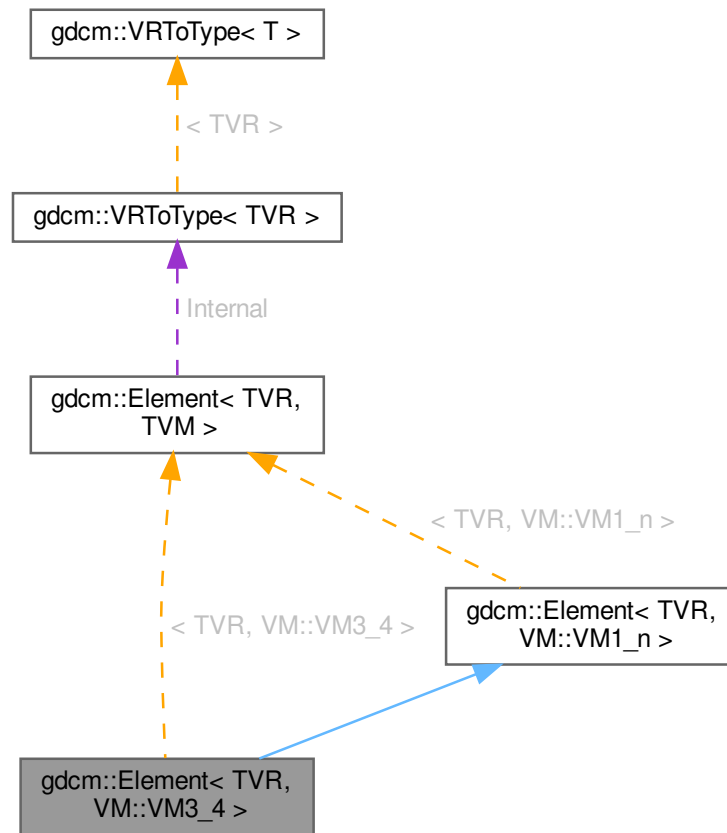 gdcm::VRToType< T >
< TVR >
gdcm::VRToType< TVR >
Internal
gdcm::Element< TVR,
TVM >
< TVR, VM::VM1_n >
gdcm::Element< TVR,
VM::VM1_n >
< TVR, VM::VM3_4 >
gdcm::Element< TVR,
VM::VM3_4 >